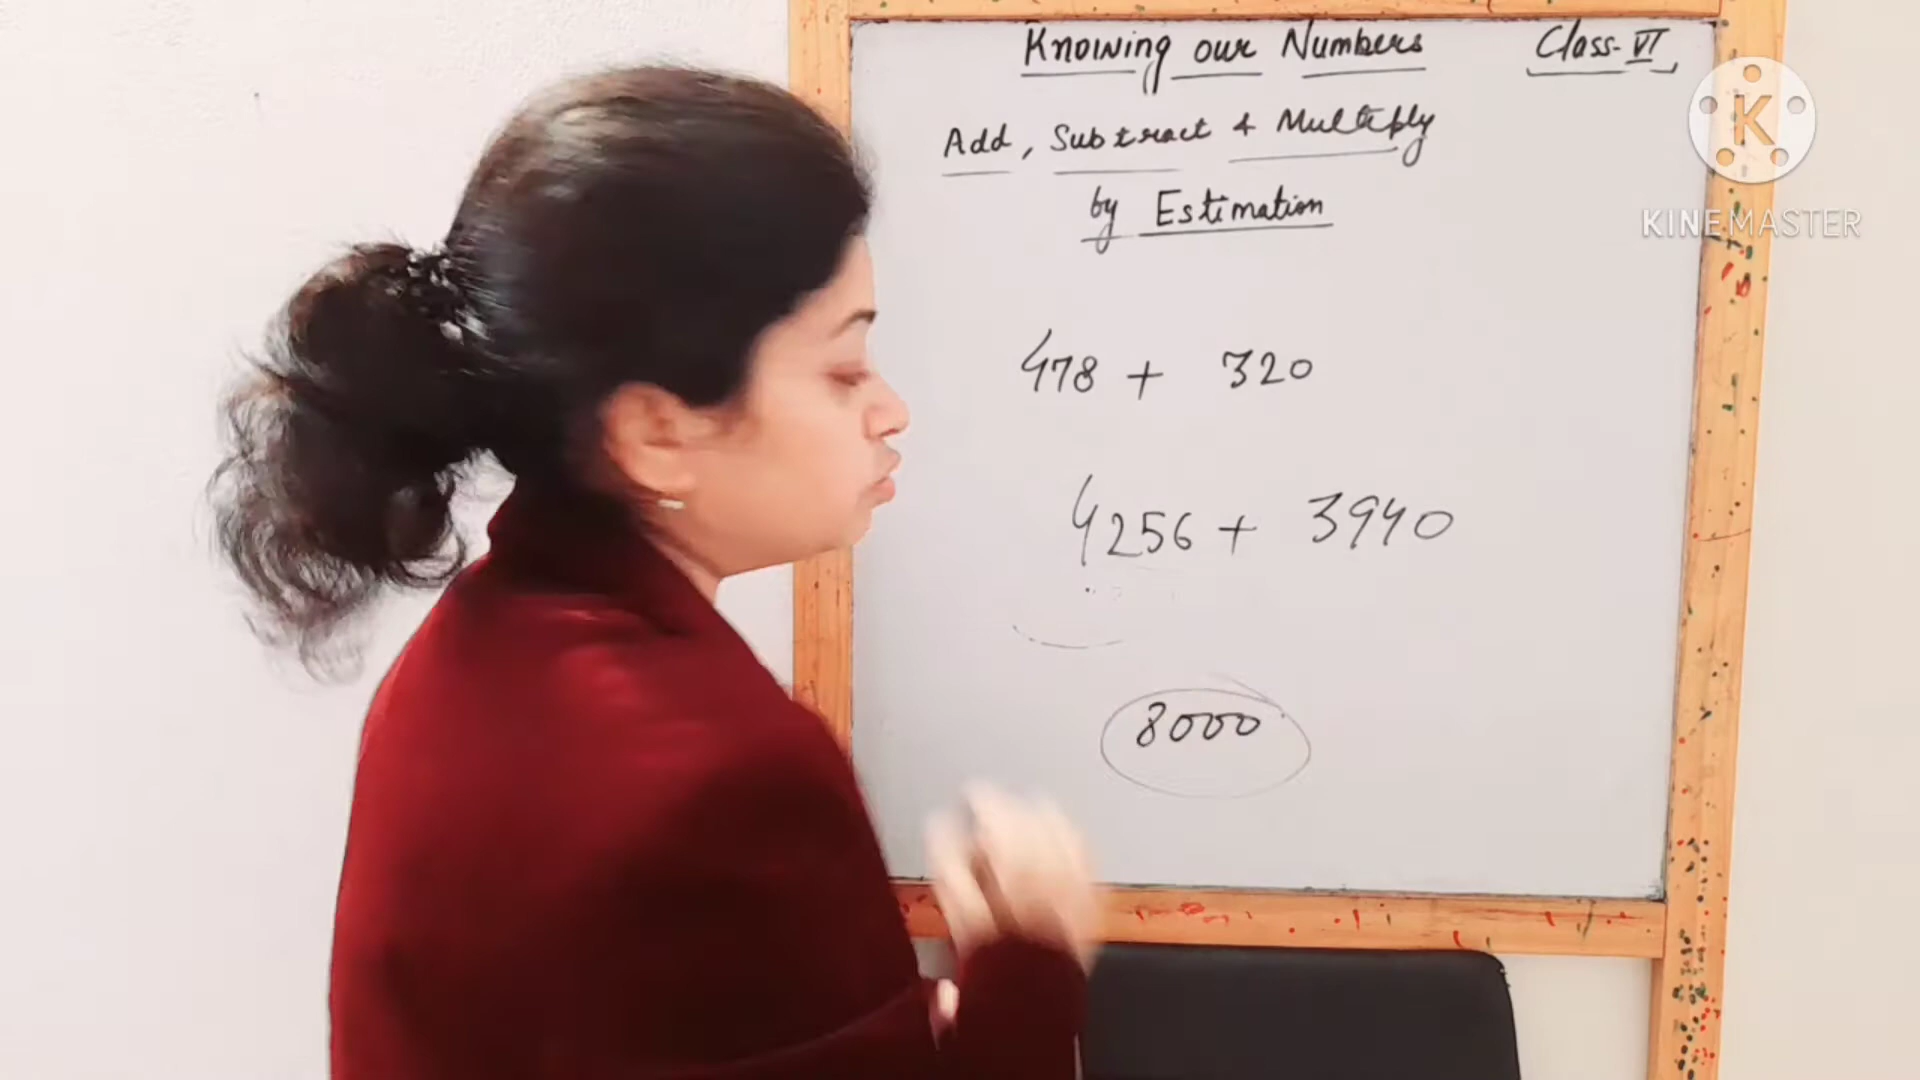 Knowing our Numbers Class-VI
Add, Subtract & Multiply
by Estimation
478 + 320
4256 + 3940
8000
K
KINEMASTER